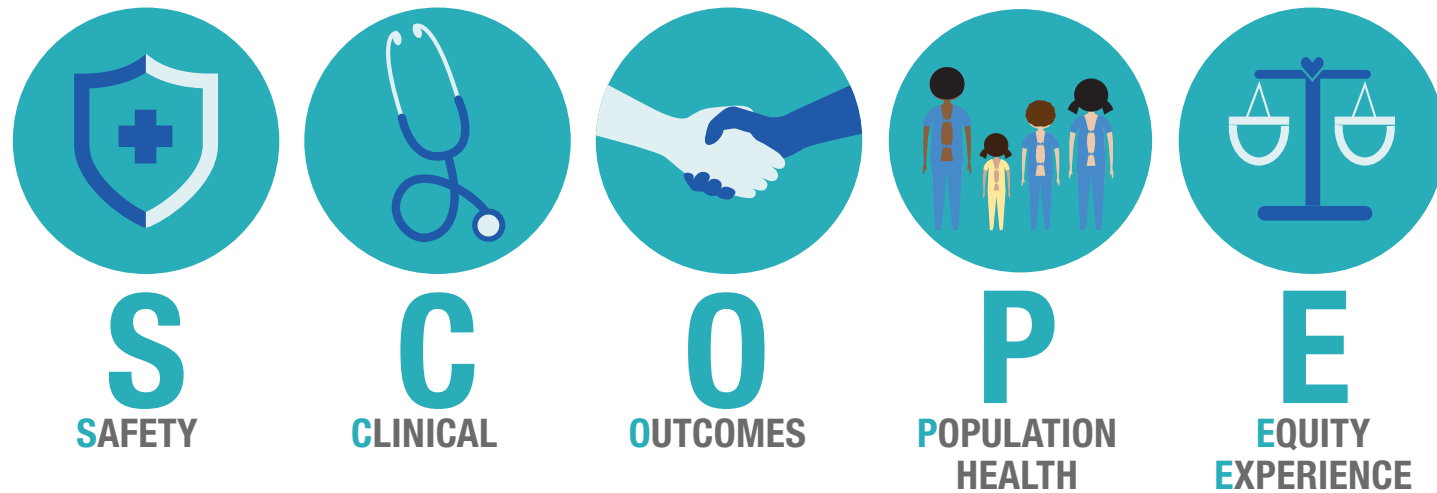 S C O P E
SAFETY CLINICAL OUTCOMES POPULATION EQUITY
HEALTH EXPERIENCE